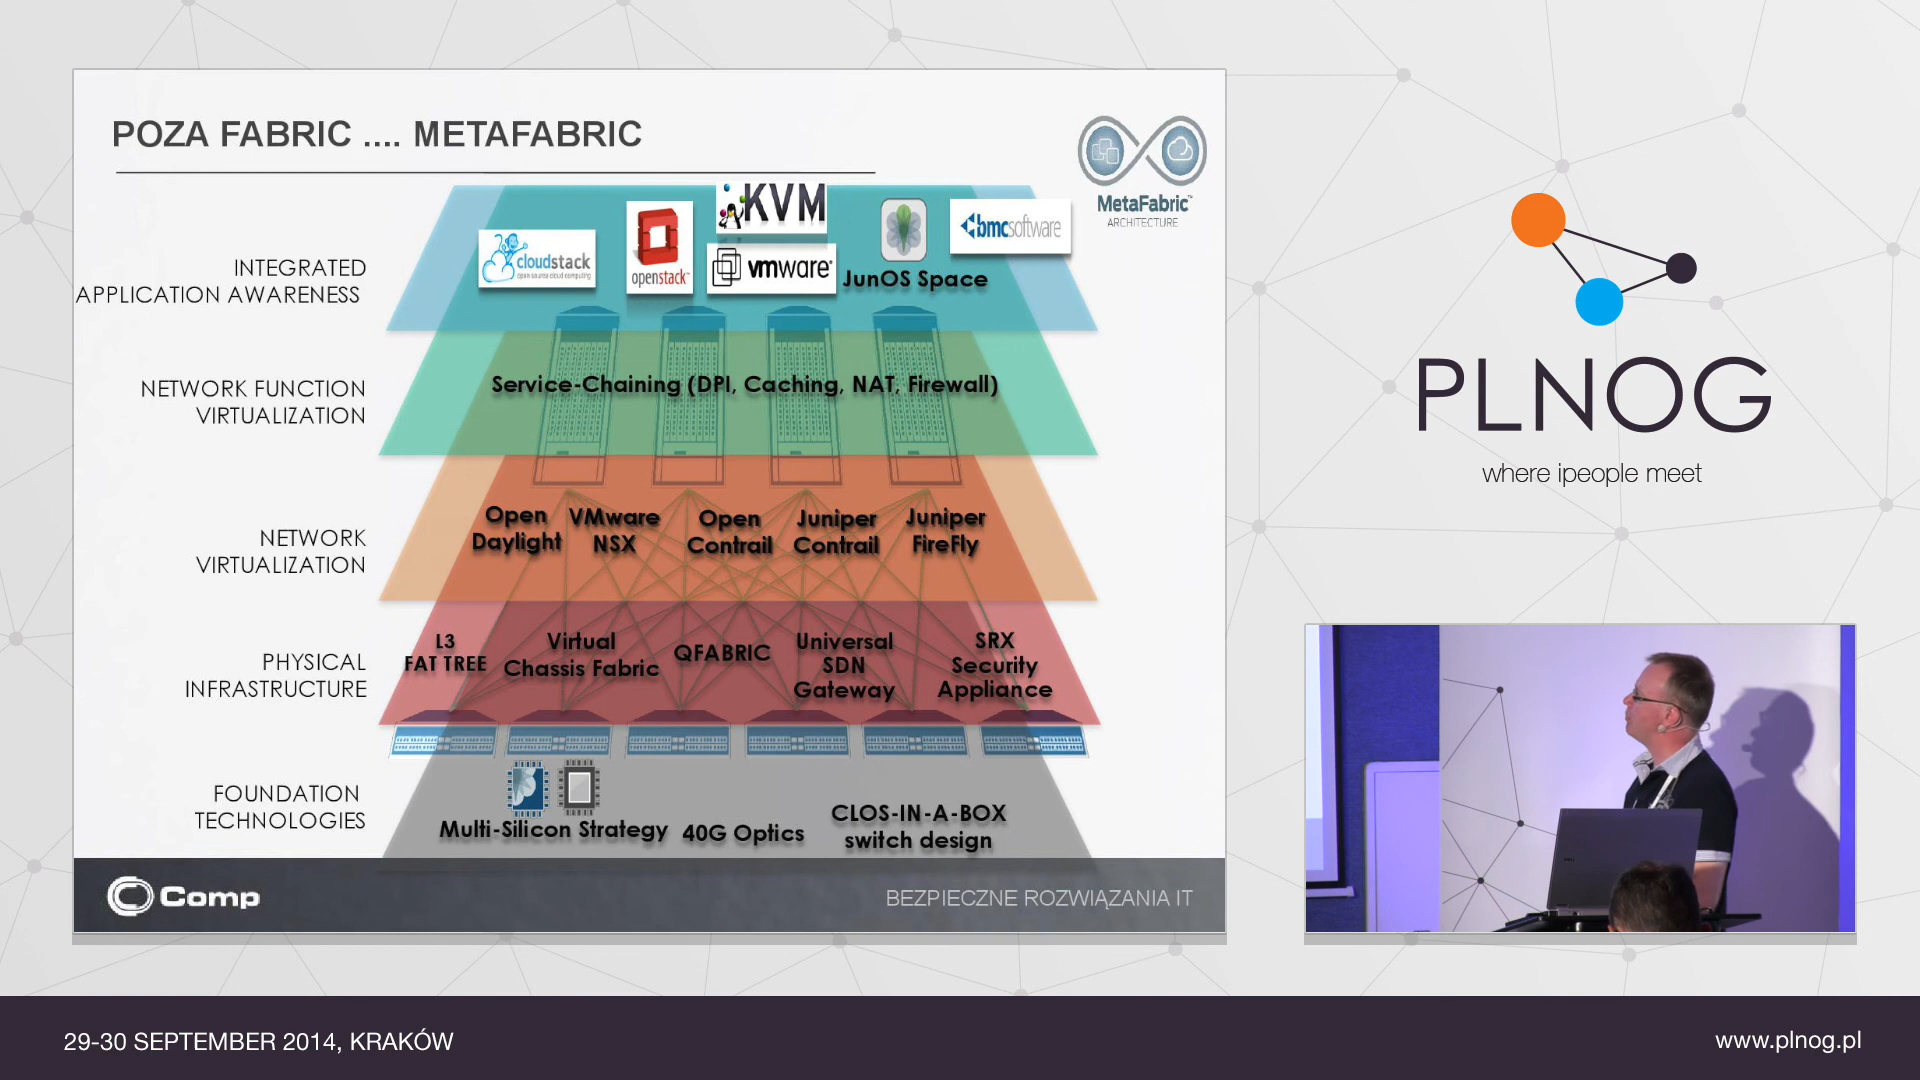 POZA FABRIC .... METAFABRIC
MetaFabric™
ARCHITECTURE
INTEGRATED
APPLICATION AWARENESS
cloudstack
open source cloud computing
openstack™
KVM
vmware®
JunOS Space
bmcsoftware
NETWORK FUNCTION
VIRTUALIZATION
Service-Chaining (DPI, Caching, NAT, Firewall)
NETWORK
VIRTUALIZATION
Open
Daylight
VMware
NSX
Open
Contrail
Juniper
Contrail
Juniper
FireFly
PHYSICAL
INFRASTRUCTURE
L3
FAT TREE
Virtual
Chassis Fabric
QFABRIC
Universal
SDN
Gateway
SRX
Security
Appliance
FOUNDATION
TECHNOLOGIES
Multi-Silicon Strategy
40G Optics
CLOS-IN-A-BOX
switch design
Comp
BEZPIECZNE ROZWIĄZANIA IT
PLNOG
where ipeople meet
29-30 SEPTEMBER 2014, KRAKÓW
www.plnog.pl